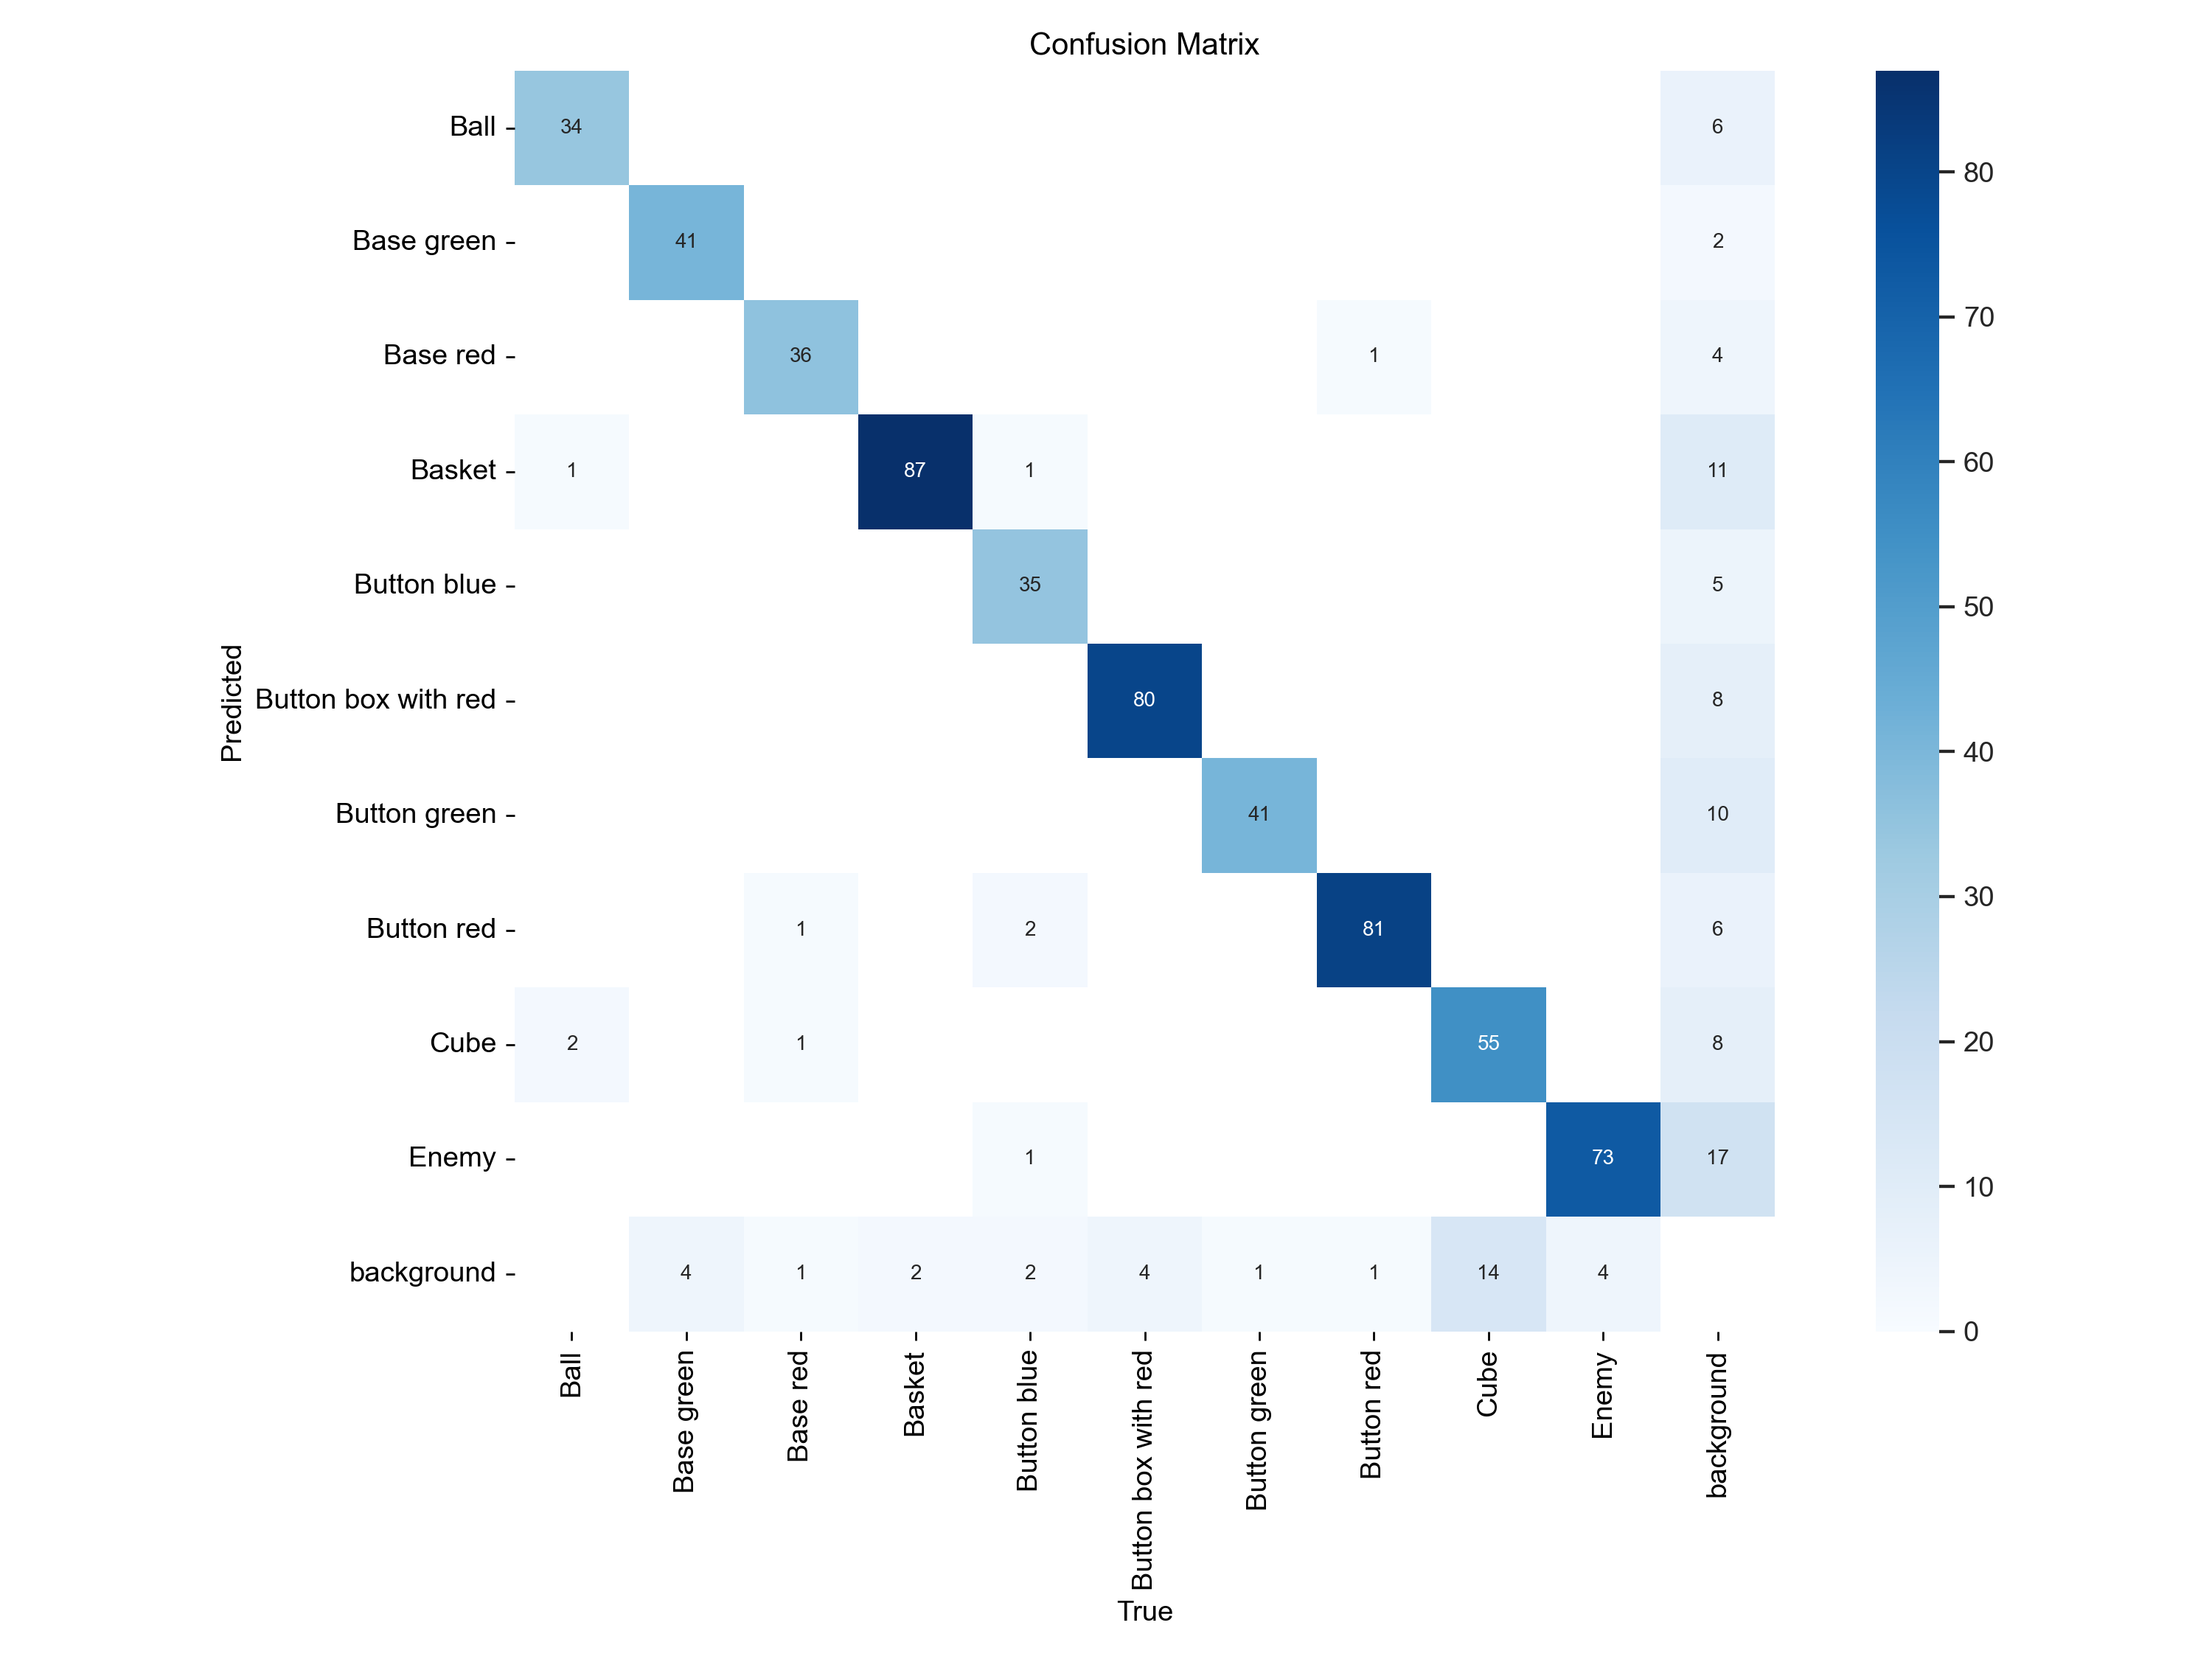 Confusion Matrix
Ball 34 6
Base green 41 2
Base red 36 1 4
Basket 1 87 1 11
Button blue 35 5
Button box with red 80 8
Button green 41 10
Button red 1 2 81 6
Cube 2 1 55 8
Enemy 1 73 17
background 4 1 2 2 4 1 1 14 4
Predicted
Ball
Base green
Base red
Basket
Button blue
Button box with red
Button green
Button red
Cube
Enemy
background
True
80
70
60
50
40
30
20
10
0